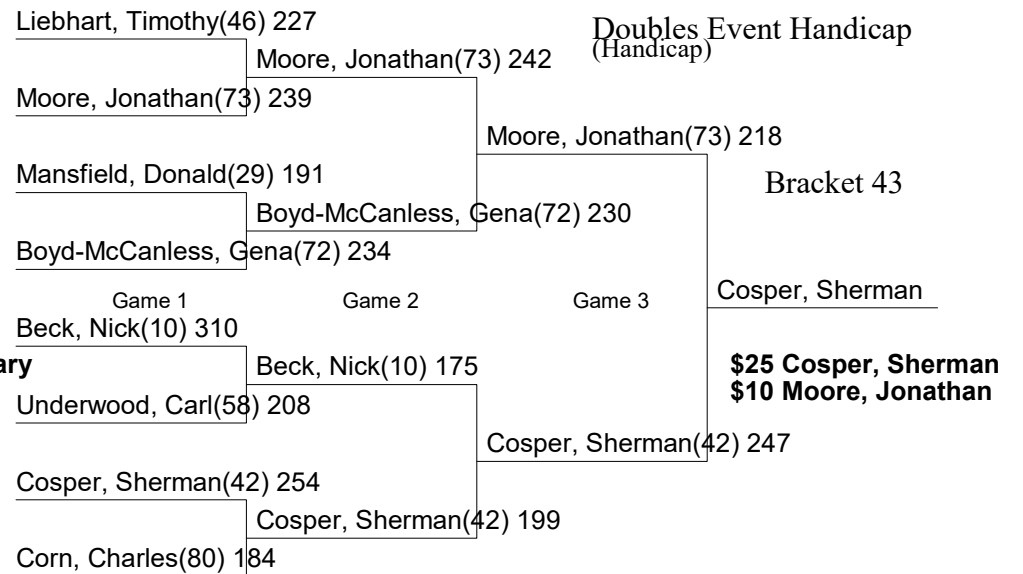 Liebhart, Timothy(46) 227
Doubles Event Handicap
(Handicap)
Moore, Jonathan(73) 242
Moore, Jonathan(73) 239
Moore, Jonathan(73) 218
Mansfield, Donald(29) 191
Bracket 43
Boyd-McCanless, Gena(72) 230
Boyd-McCanless, Gena(72) 234
Game 1 Game 2 Game 3
Cosper, Sherman
Beck, Nick(10) 310
ary
Beck, Nick(10) 175
$25 Cosper, Sherman
$10 Moore, Jonathan
Underwood, Carl(58) 208
Cosper, Sherman(42) 247
Cosper, Sherman(42) 254
Cosper, Sherman(42) 199
Corn, Charles(80) 184